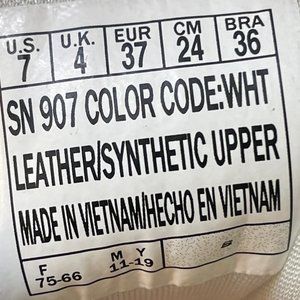 U.S. U.K. EUR CM BRA
7 4 37 24 36
SN 907 COLOR CODE:WHT
LEATHER/SYNTHETIC UPPER
MADE IN VIETNAM/HECHO EN VIETNAM
F M Y
75-66 11-19